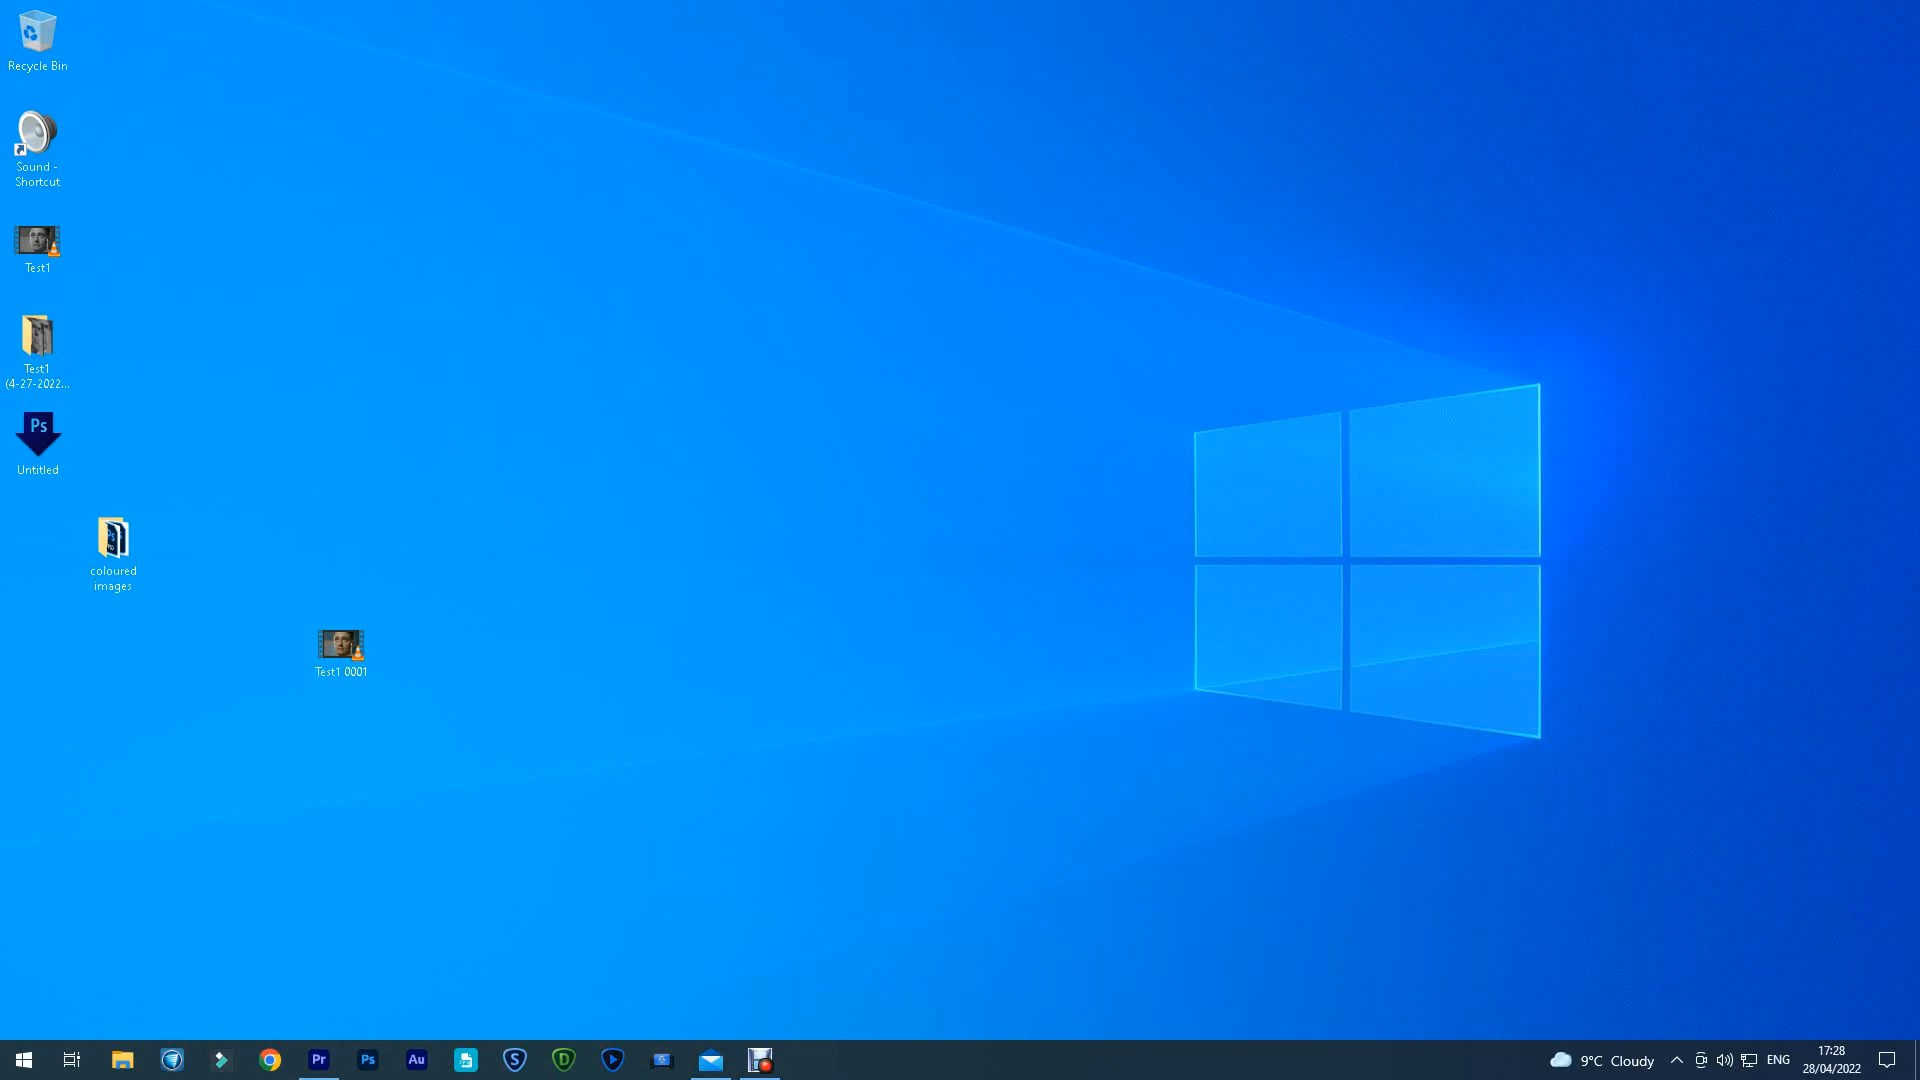 Recycle Bin
Sound -
Shortcut
Test1
Test1
(4-27-2022...
Ps
Untitled
coloured
images
Test1 0001
Pr
Ps
Au
S
D
9°C Cloudy
ENG
17:28
28/04/2022